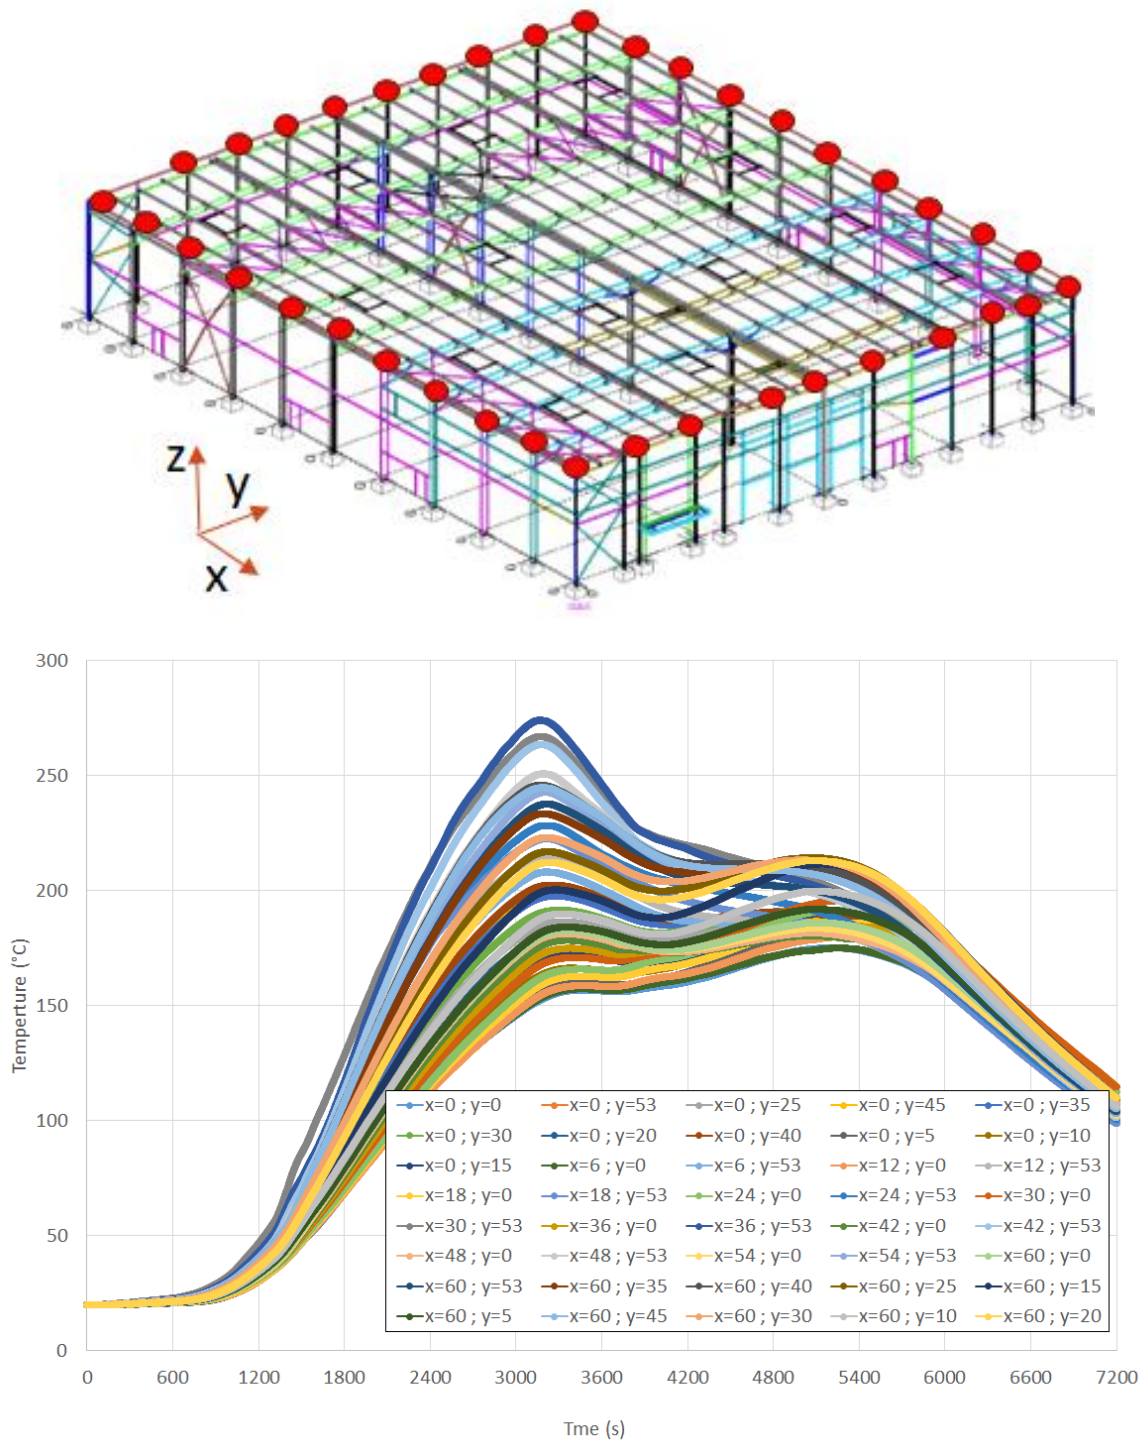 z
y
x
300
250
200
150
100
50
0
Temperture (°C)
x=0 ; y=0 x=0 ; y=53 x=0 ; y=25 x=0 ; y=45 x=0 ; y=35
x=0 ; y=30 x=0 ; y=20 x=0 ; y=40 x=0 ; y=5 x=0 ; y=10
x=0 ; y=15 x=6 ; y=0 x=6 ; y=53 x=12 ; y=0 x=12 ; y=53
x=18 ; y=0 x=18 ; y=53 x=24 ; y=0 x=24 ; y=53 x=30 ; y=0
x=30 ; y=53 x=36 ; y=0 x=36 ; y=53 x=42 ; y=0 x=42 ; y=53
x=48 ; y=0 x=48 ; y=53 x=54 ; y=0 x=54 ; y=53 x=60 ; y=0
x=60 ; y=53 x=60 ; y=35 x=60 ; y=40 x=60 ; y=25 x=60 ; y=15
x=60 ; y=5 x=60 ; y=45 x=60 ; y=30 x=60 ; y=10 x=60 ; y=20
0 600 1200 1800 2400 3000 3600 4200 4800 5400 6000 6600 7200
Tme (s)